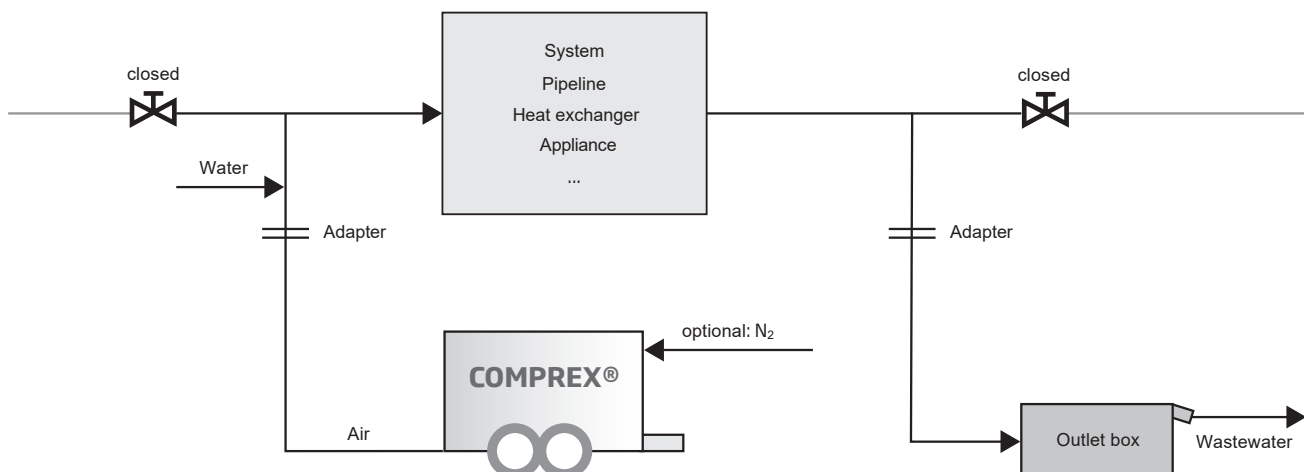 closed
System
Pipeline
Heat exchanger
Appliance
...
closed
Water
Adapter
Adapter
optional: N₂
COMPREX®
Air
Outlet box
Wastewater